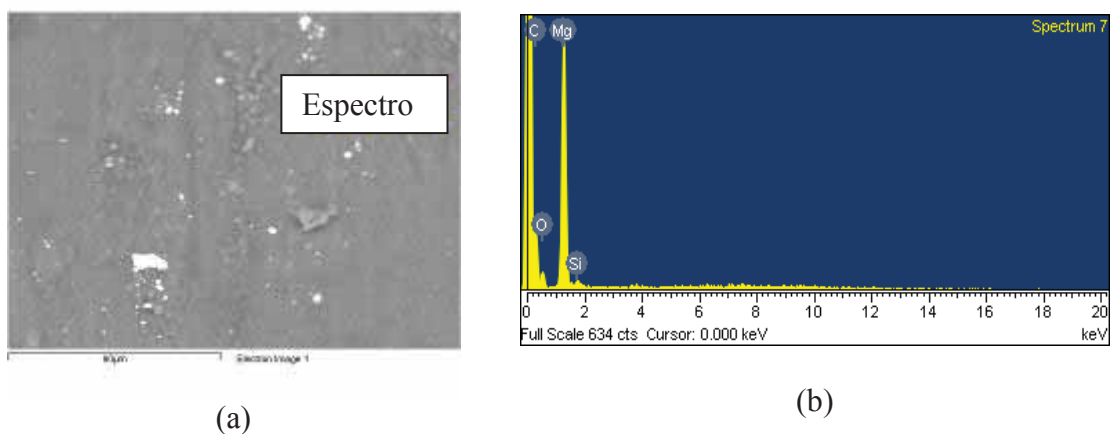 Espectro
60µm
Electron Image 1
(a)
C
Mg
Spectrum 7
O
Si
0 2 4 6 8 10 12 14 16 18 20
Full Scale 634 cts Cursor: 0.000 keV
keV
(b)